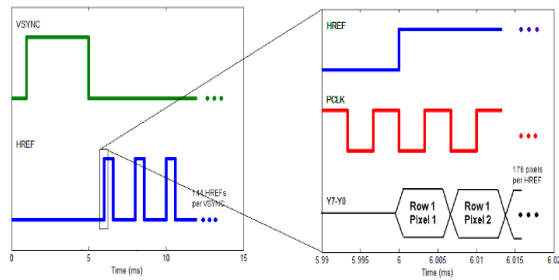 VSYNC
HREF
144 HREFs
per VSYNC
0
5
10
15
Time (ms)
HREF
PCLK
176 pixels
per HREF
Y7-Y0
Row 1
Pixel 1
Row 1
Pixel 2
5.99
5.995
6
6.005
6.01
6.015
6.02
Time (ms)